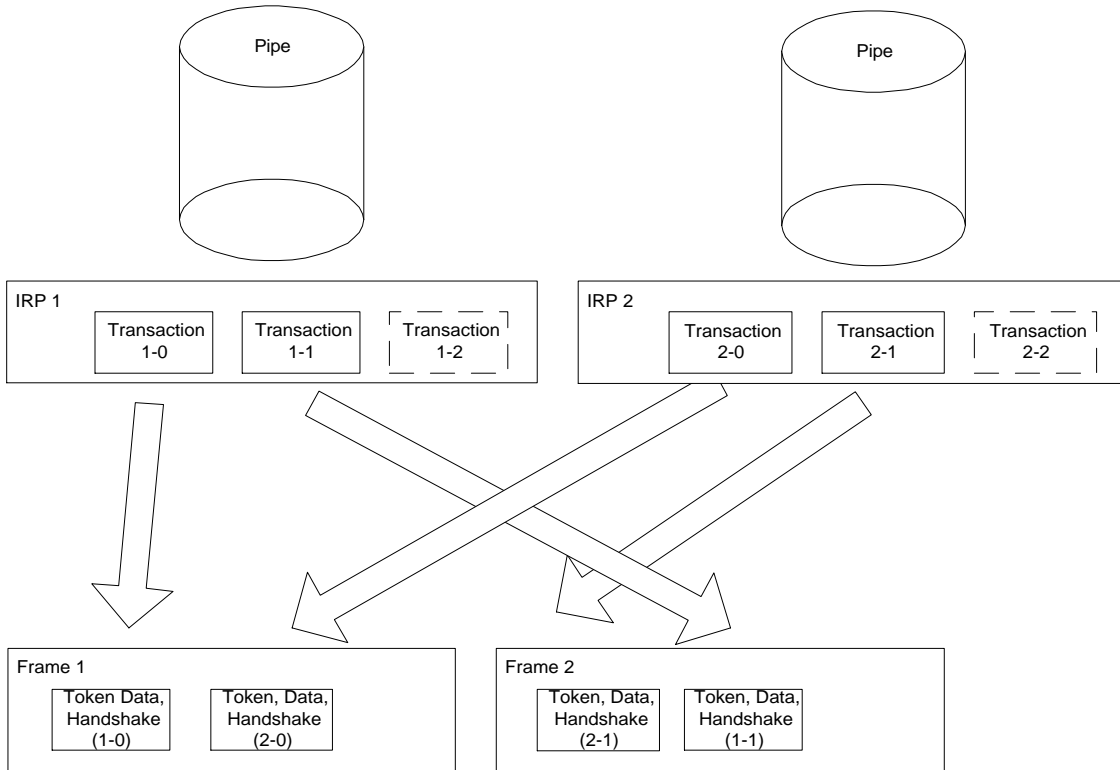 Pipe
Pipe
IRP 1
Transaction
1-0
Transaction
1-1
Transaction
1-2
IRP 2
Transaction
2-0
Transaction
2-1
Transaction
2-2
Frame 1
Token Data,
Handshake
(1-0)
Token, Data,
Handshake
(2-0)
Frame 2
Token, Data,
Handshake
(2-1)
Token, Data,
Handshake
(1-1)